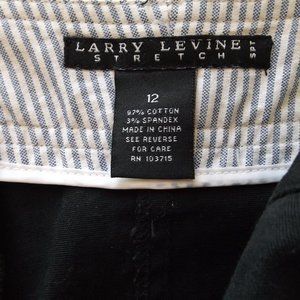 LARRY LEVINE
STRETCH
12
97% COTTON
3% SPANDEX
MADE IN CHINA
SEE REVERSE
FOR CARE
RN 103715